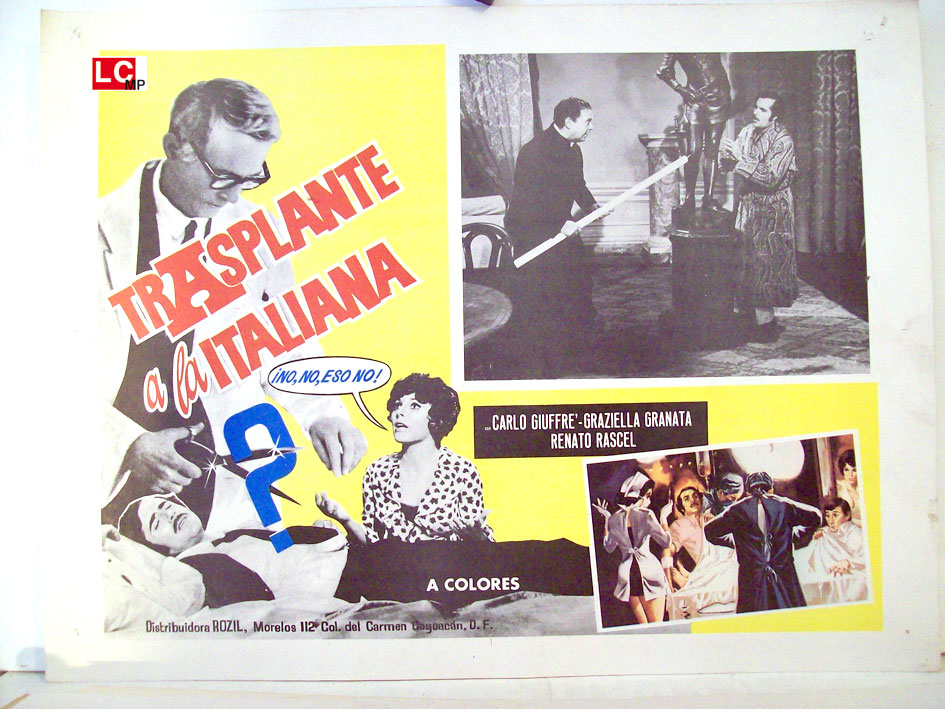 LC
MP
TRASPLANTE
a la ITALIANA
¡NO, NO, ESO NO!
?
... CARLO GIUFFRE'-GRAZIELLA GRANATA
RENATO RASCEL
A COLORES
Distribuidora ROZIL, Morelos 112 Col. del Carmen Coyoacán, D. F.